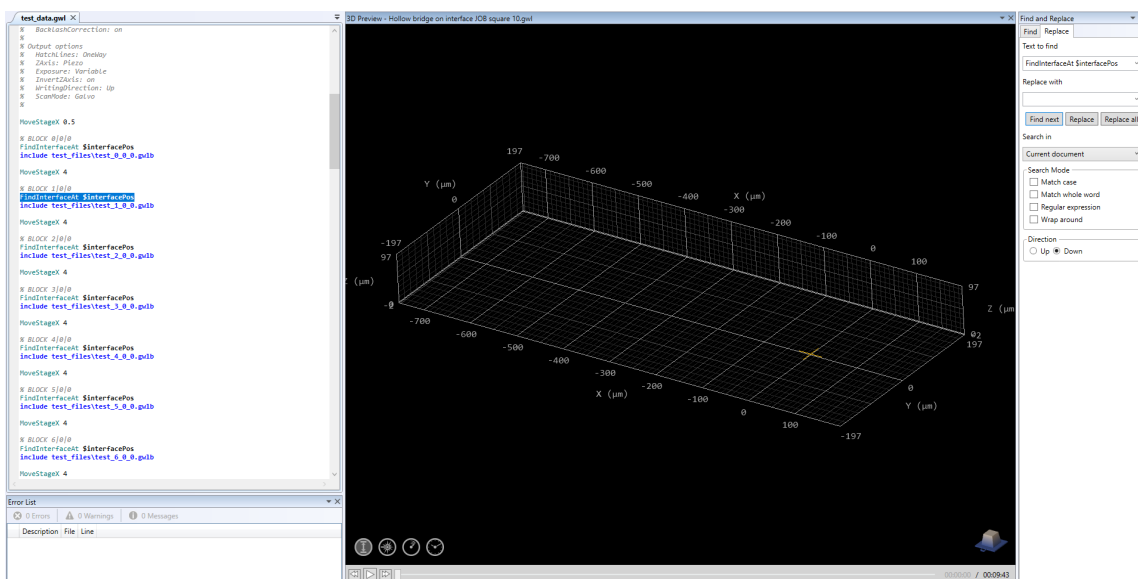 test_data.gwl
% BacklashCorrection: on
%
% Output options
% HatchLines: OneWay
% ZAxis: Piezo
% Exposure: Variable
% InvertZAxis: on
% WritingDirection: Up
% ScanMode: Galvo
%
MoveStageX 0.5
% BLOCK 0|0|0
FindInterfaceAt $interfacePos
include test_files\test_0_0_0.gwlb
MoveStageX 4
% BLOCK 1|0|0
FindInterfaceAt $interfacePos
include test_files\test_1_0_0.gwlb
MoveStageX 4
% BLOCK 2|0|0
FindInterfaceAt $interfacePos
include test_files\test_2_0_0.gwlb
MoveStageX 4
% BLOCK 3|0|0
FindInterfaceAt $interfacePos
include test_files\test_3_0_0.gwlb
MoveStageX 4
% BLOCK 4|0|0
FindInterfaceAt $interfacePos
include test_files\test_4_0_0.gwlb
MoveStageX 4
% BLOCK 5|0|0
FindInterfaceAt $interfacePos
include test_files\test_5_0_0.gwlb
MoveStageX 4
% BLOCK 6|0|0
FindInterfaceAt $interfacePos
include test_files\test_6_0_0.gwlb
MoveStageX 4
Error List
0 Errors 0 Warnings 0 Messages
Description File Line
3D Preview - Hollow bridge on interface JOB square 10.gwl
197 -700
-600
Y (µm) -500
0 -400 X (µm)
-300
-200
-197 -100
97 0
100
Z (µm) 97
Z (µm)
-700
-600 197
-500
-400 0
-300 Y (µm)
X (µm) -200
-100
0
100 -197
00:00:00 / 00:09:43
Find and Replace
Find Replace
Text to find
FindInterfaceAt $interfacePos
Replace with
Find next Replace Replace all
Search in
Current document
Search Mode
Match case
Match whole word
Regular expression
Wrap around
Direction
Up Down